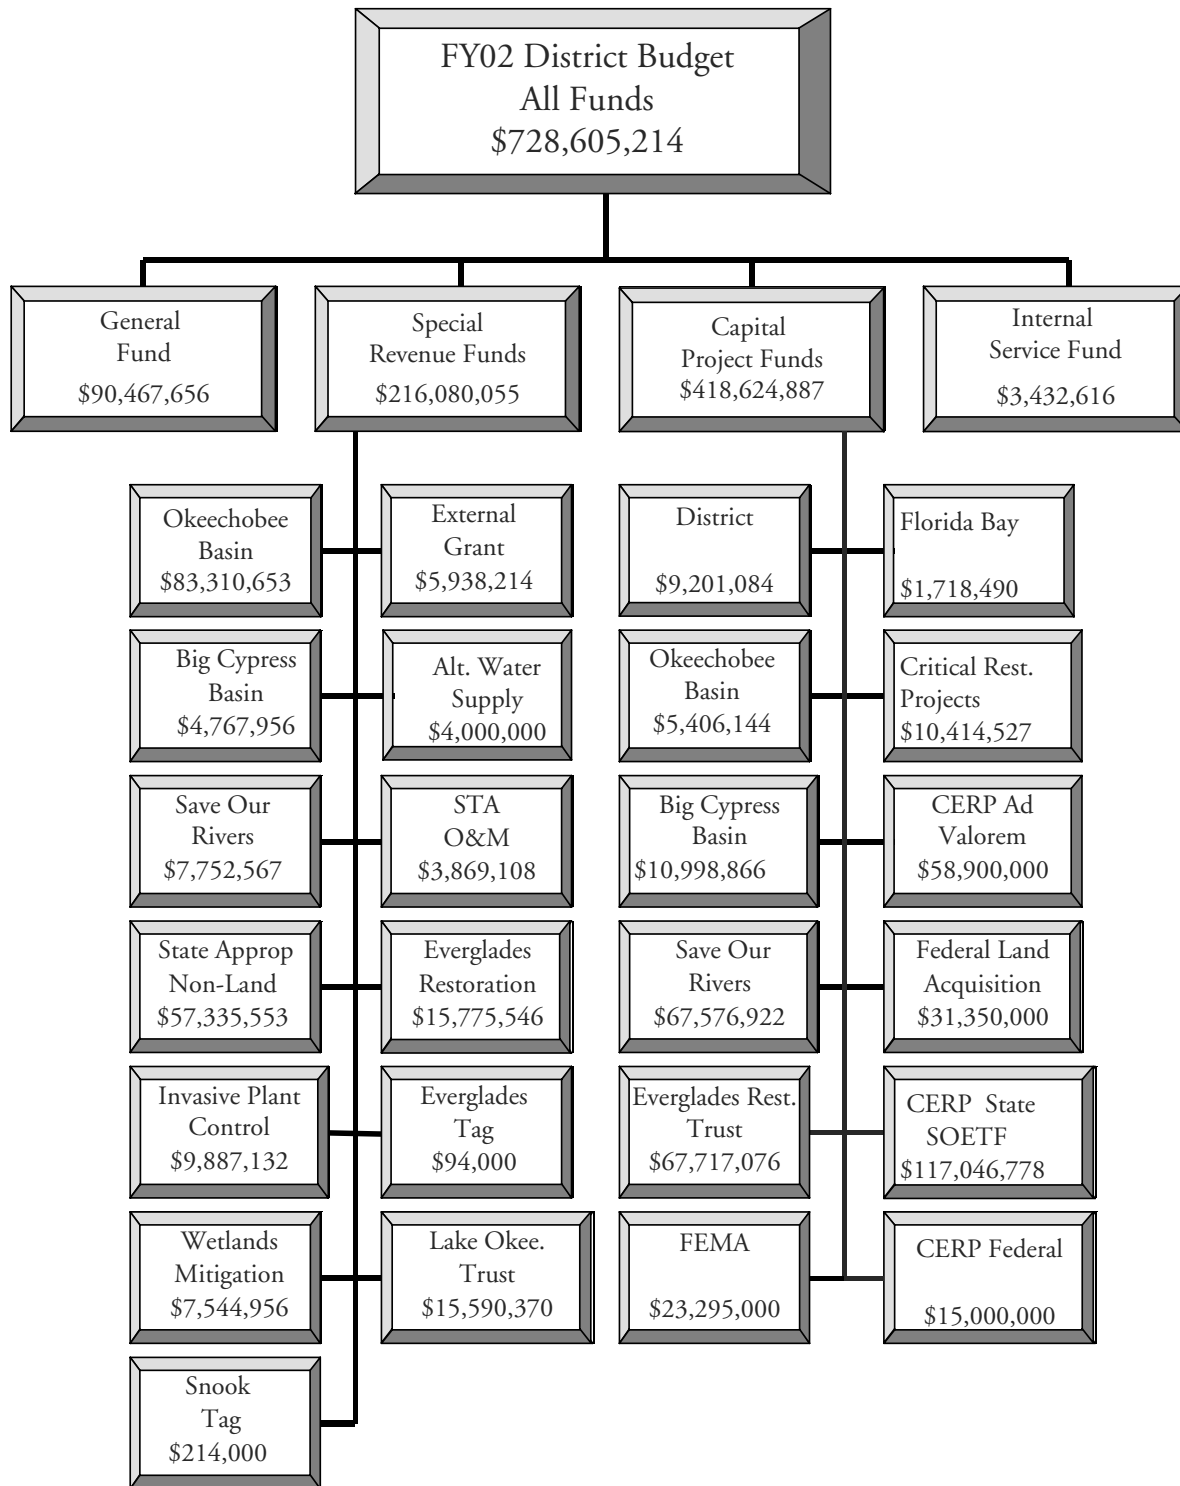 FY02 District Budget
All Funds
$728,605,214
General
Fund
$90,467,656
Special
Revenue Funds
$216,080,055
Capital
Project Funds
$418,624,887
Internal
Service Fund
$3,432,616
Okeechobee
Basin
$83,310,653
External
Grant
$5,938,214
District
$9,201,084
Florida Bay
$1,718,490
Big Cypress
Basin
$4,767,956
Alt. Water
Supply
$4,000,000
Okeechobee
Basin
$5,406,144
Critical Rest.
Projects
$10,414,527
Save Our
Rivers
$7,752,567
STA
O&M
$3,869,108
Big Cypress
Basin
$10,998,866
CERP Ad
Valorem
$58,900,000
State Approp
Non-Land
$57,335,553
Everglades
Restoration
$15,775,546
Save Our
Rivers
$67,576,922
Federal Land
Acquisition
$31,350,000
Invasive Plant
Control
$9,887,132
Everglades
Tag
$94,000
Everglades Rest.
Trust
$67,717,076
CERP State
SOETF
$117,046,778
Wetlands
Mitigation
$7,544,956
Lake Okee.
Trust
$15,590,370
FEMA
$23,295,000
CERP Federal
$15,000,000
Snook
Tag
$214,000